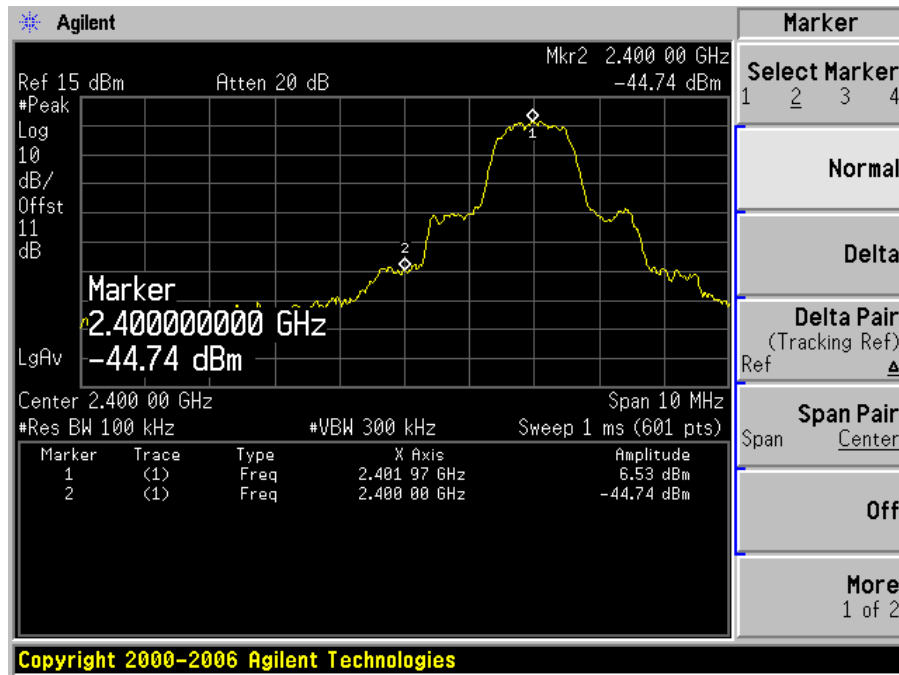 Agilent
Marker
Mkr2 2.400 00 GHz
Ref 15 dBm Atten 20 dB -44.74 dBm
#Peak
Log
10
dB/
Offst
11
dB
LgAv
1
2
Marker
2.400000000 GHz
-44.74 dBm
Center 2.400 00 GHz Span 10 MHz
#Res BW 100 kHz #VBW 300 kHz Sweep 1 ms (601 pts)
Marker Trace Type X Axis Amplitude
1 (1) Freq 2.401 97 GHz 6.53 dBm
2 (1) Freq 2.400 00 GHz -44.74 dBm
Select Marker
1 2 3 4
Normal
Delta
Delta Pair
(Tracking Ref)
Ref Δ
Span Pair
Span Center
Off
More
1 of 2
Copyright 2000-2006 Agilent Technologies